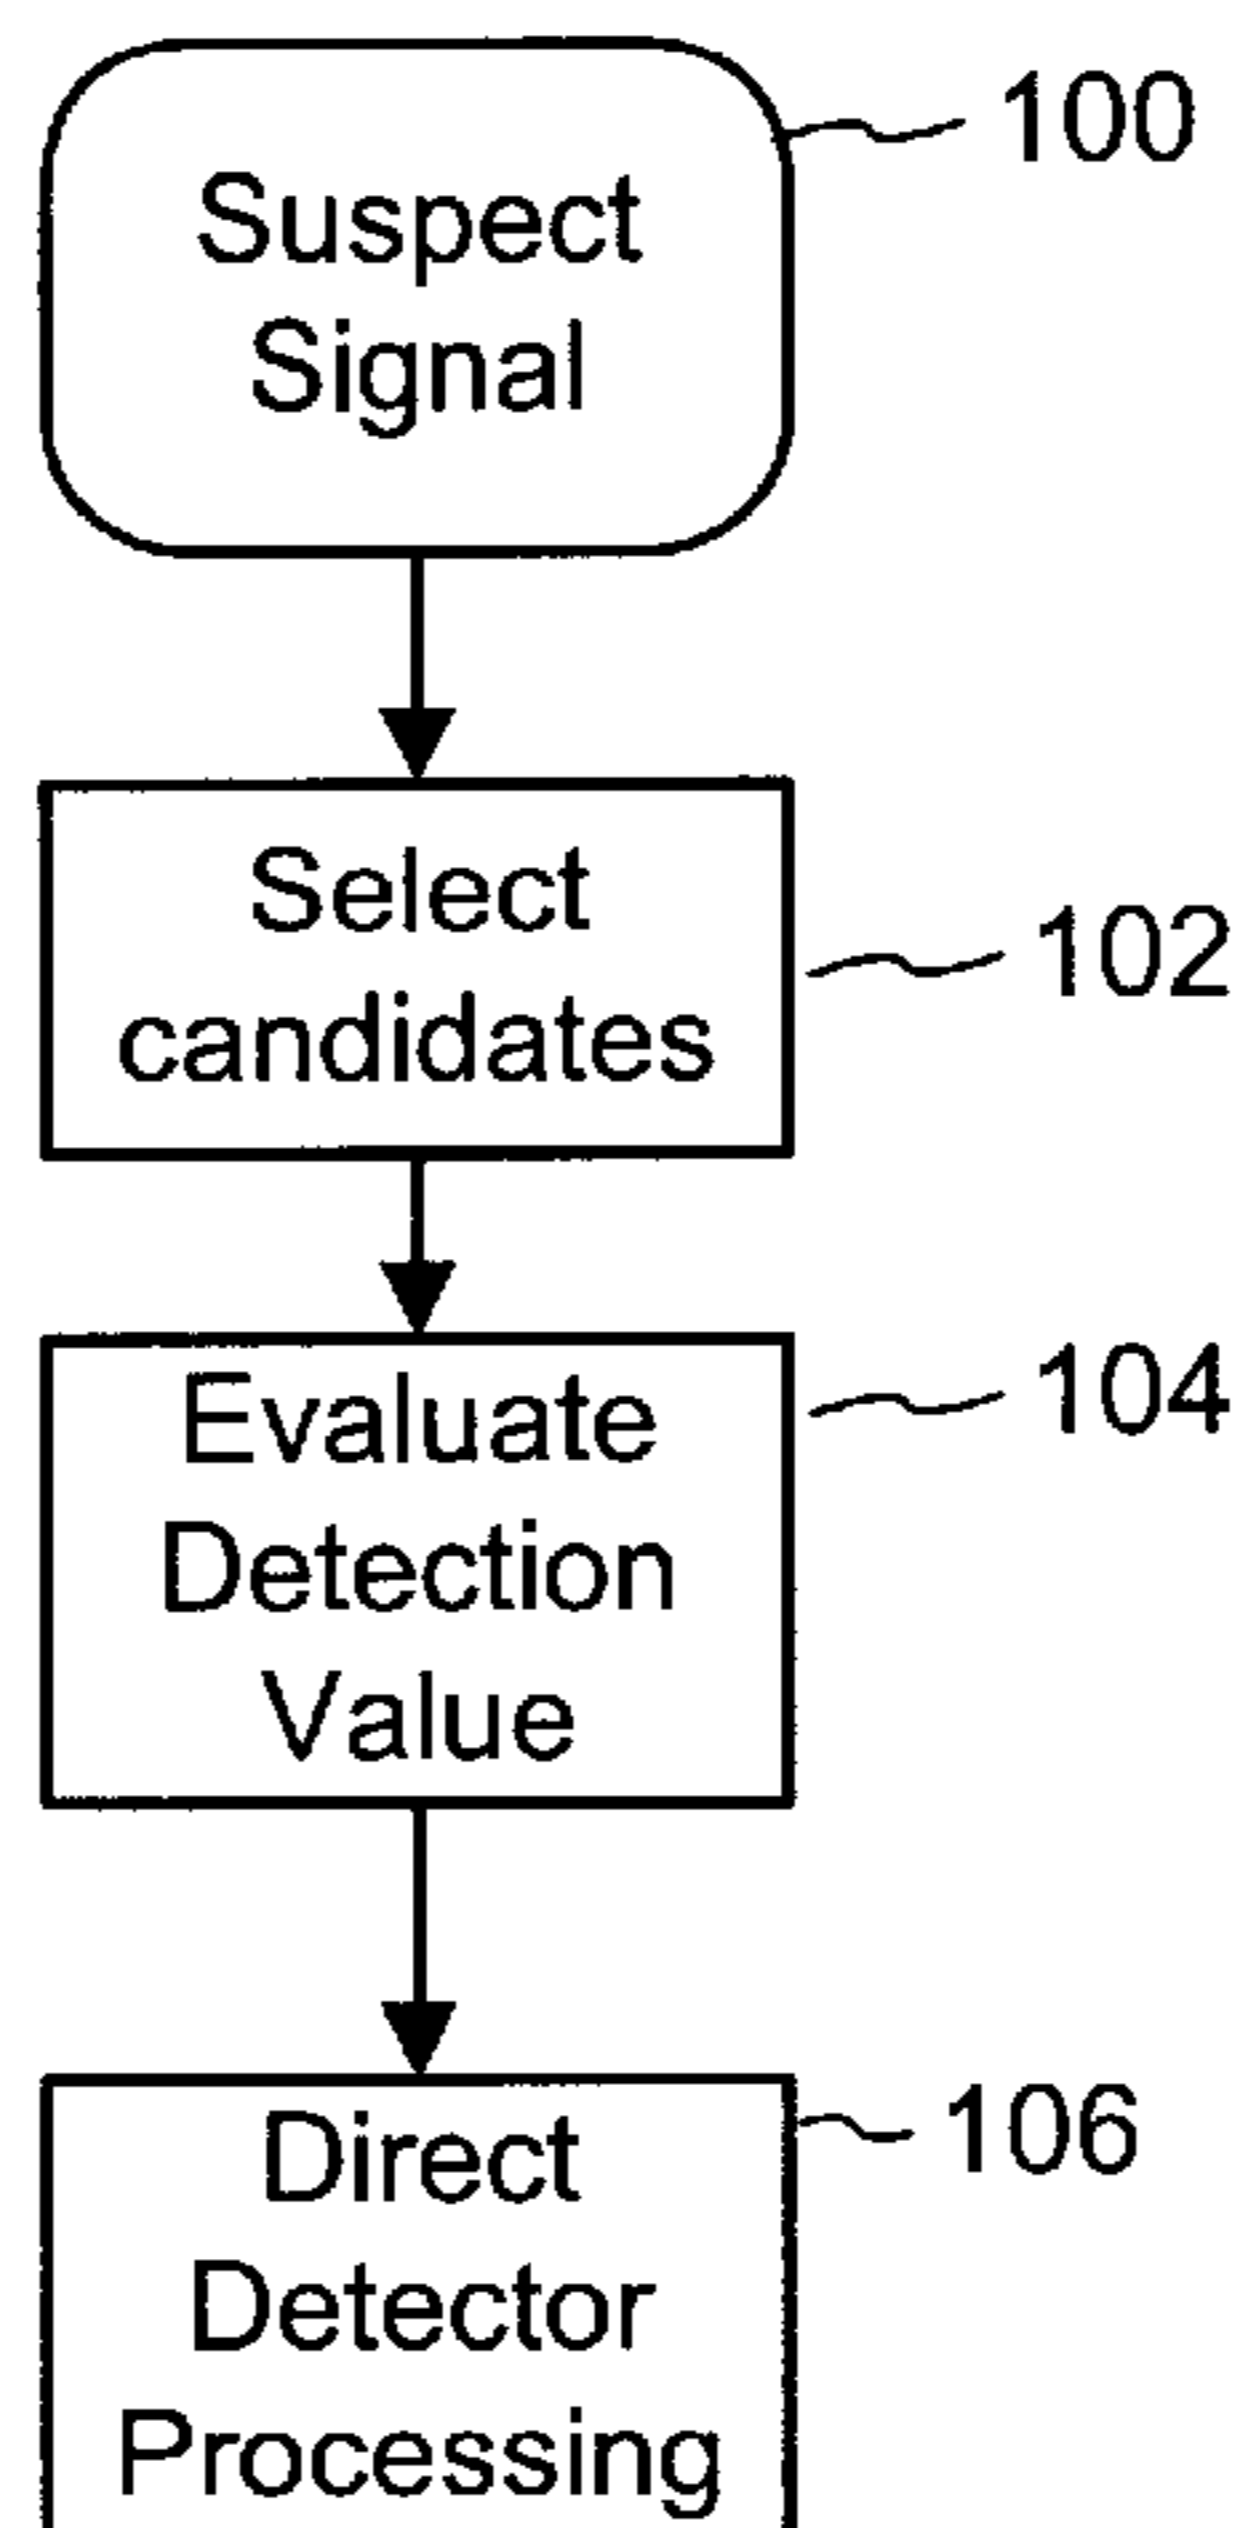 Suspect
Signal
100
Select
candidates
102
Evaluate
Detection
Value
104
Direct
Detector
Processing
106